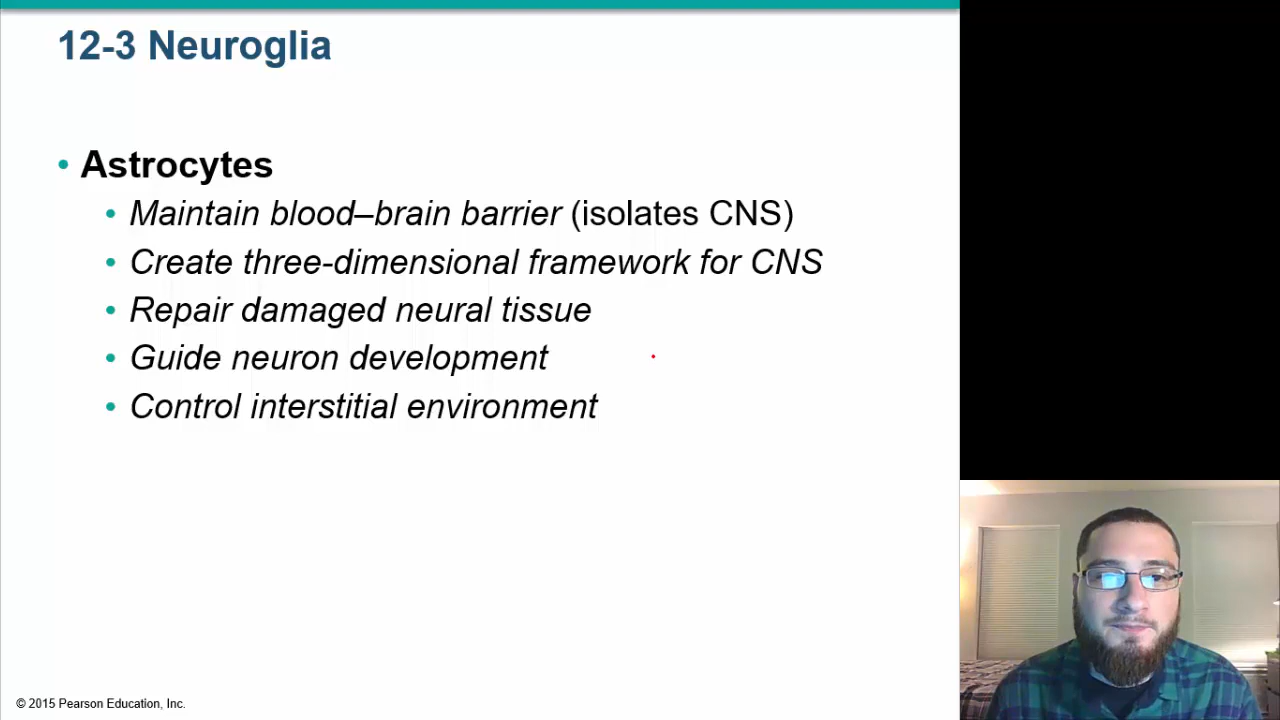 12-3 Neuroglia
• Astrocytes
• Maintain blood–brain barrier (isolates CNS)
• Create three-dimensional framework for CNS
• Repair damaged neural tissue
• Guide neuron development
• Control interstitial environment
© 2015 Pearson Education, Inc.